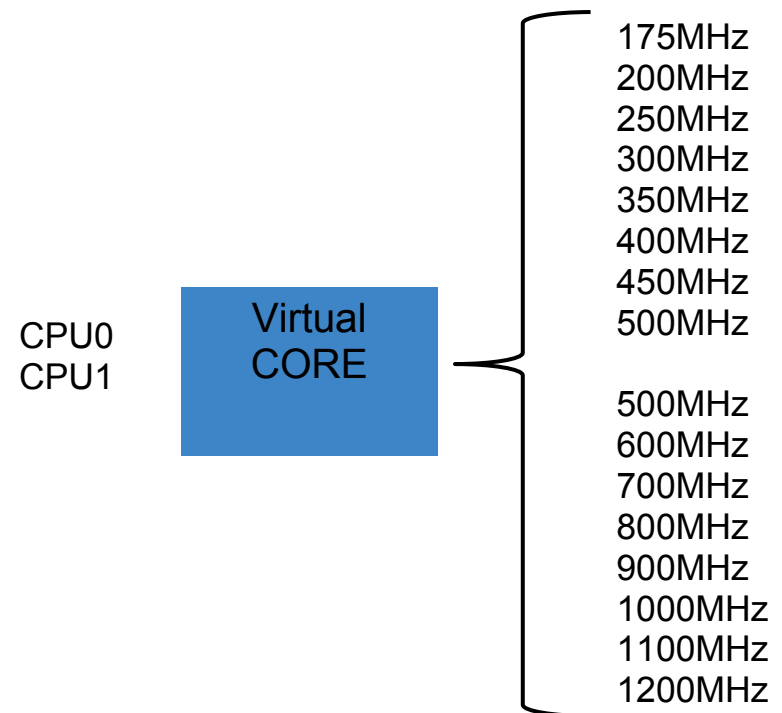 CPU0
CPU1
Virtual
CORE
175MHz
200MHz
250MHz
300MHz
350MHz
400MHz
450MHz
500MHz
500MHz
600MHz
700MHz
800MHz
900MHz
1000MHz
1100MHz
1200MHz